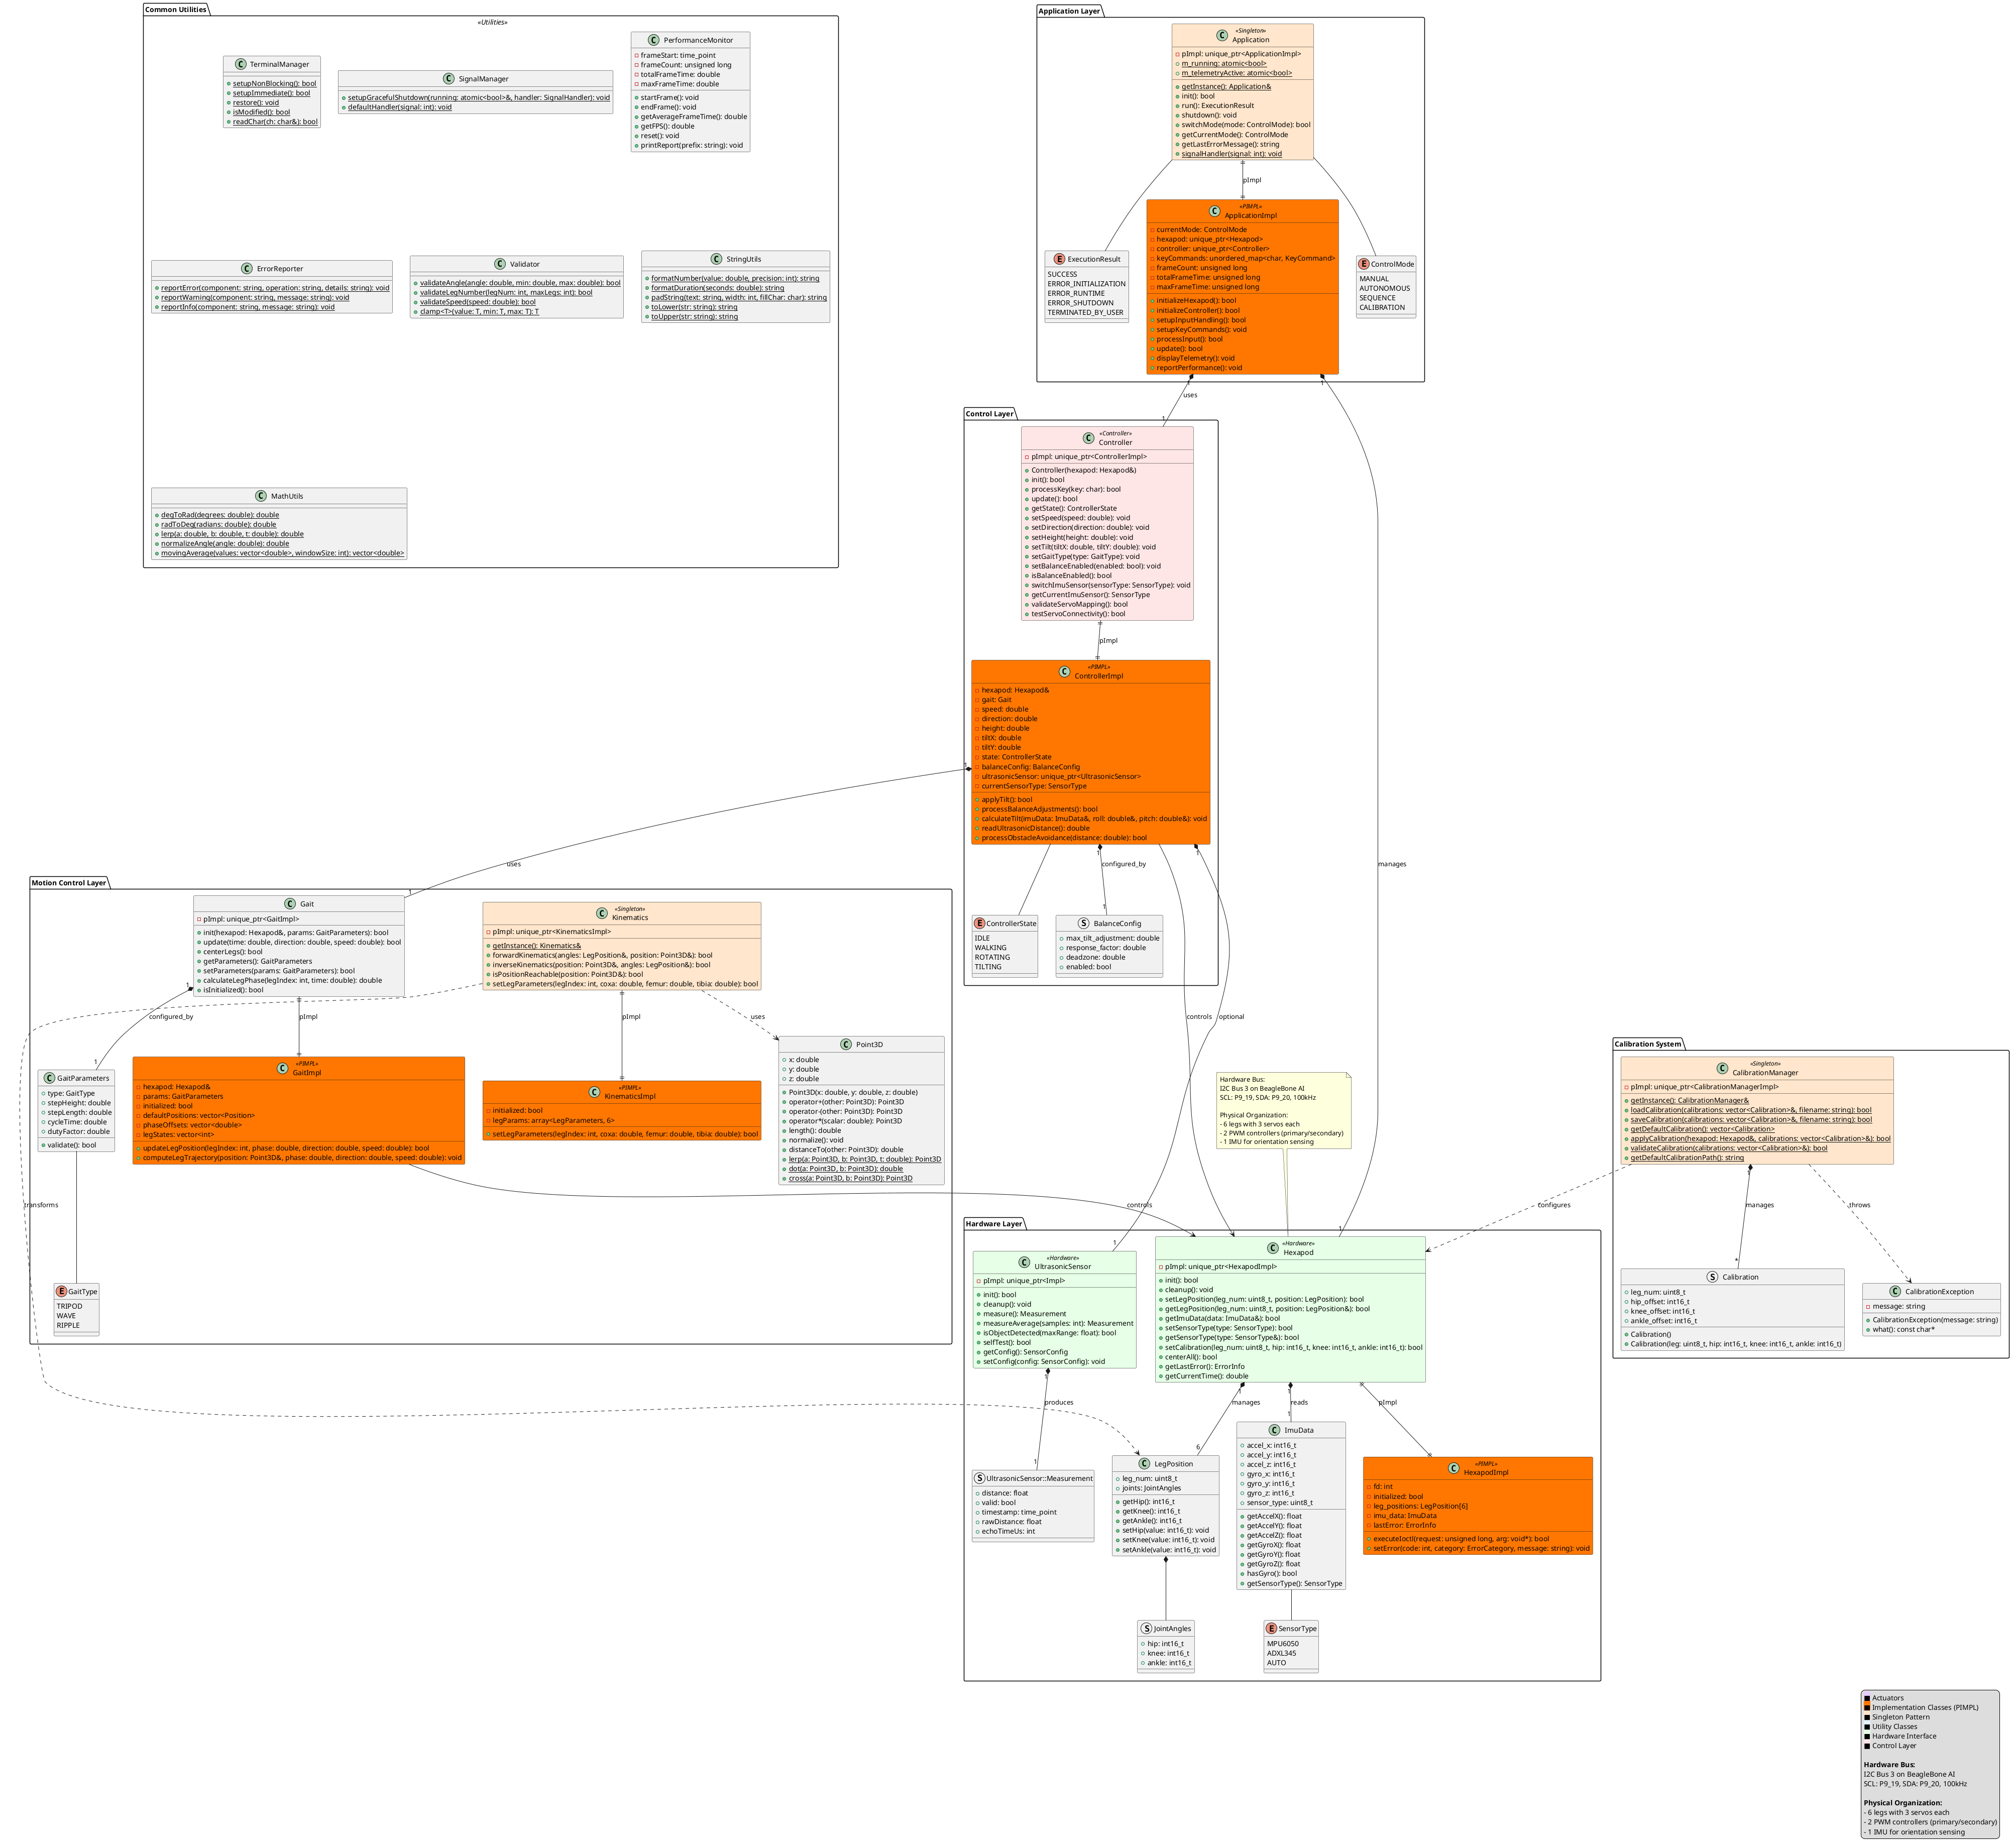 Common Utilities
«Utilities»
TerminalManager
setupNonBlocking(): bool
setupImmediate(): bool
restore(): void
isModified(): bool
readChar(ch: char&): bool
SignalManager
setupGracefulShutdown(running: atomic<bool>&, handler: SignalHandler): void
defaultHandler(signal: int): void
PerformanceMonitor
frameStart: time_point
frameCount: unsigned long
totalFrameTime: double
maxFrameTime: double
startFrame(): void
endFrame(): void
getAverageFrameTime(): double
getFPS(): double
reset(): void
printReport(prefix: string): void
ErrorReporter
reportError(component: string, operation: string, details: string): void
reportWarning(component: string, message: string): void
reportInfo(component: string, message: string): void
Validator
validateAngle(angle: double, min: double, max: double): bool
validateLegNumber(legNum: int, maxLegs: int): bool
validateSpeed(speed: double): bool
clamp<T>(value: T, min: T, max: T): T
StringUtils
formatNumber(value: double, precision: int): string
formatDuration(seconds: double): string
padString(text: string, width: int, fillChar: char): string
toLower(str: string): string
toUpper(str: string): string
MathUtils
degToRad(degrees: double): double
radToDeg(radians: double): double
lerp(a: double, b: double, t: double): double
normalizeAngle(angle: double): double
movingAverage(values: vector<double>, windowSize: int): vector<double>
Application Layer
«Singleton»
Application
pImpl: unique_ptr<ApplicationImpl>
m_running: atomic<bool>
m_telemetryActive: atomic<bool>
getInstance(): Application&
init(): bool
run(): ExecutionResult
shutdown(): void
switchMode(mode: ControlMode): bool
getCurrentMode(): ControlMode
getLastErrorMessage(): string
signalHandler(signal: int): void
pImpl
ExecutionResult
SUCCESS
ERROR_INITIALIZATION
ERROR_RUNTIME
ERROR_SHUTDOWN
TERMINATED_BY_USER
«PIMPL»
ApplicationImpl
currentMode: ControlMode
hexapod: unique_ptr<Hexapod>
controller: unique_ptr<Controller>
keyCommands: unordered_map<char, KeyCommand>
frameCount: unsigned long
totalFrameTime: unsigned long
maxFrameTime: unsigned long
initializeHexapod(): bool
initializeController(): bool
setupInputHandling(): bool
setupKeyCommands(): void
processInput(): bool
update(): bool
displayTelemetry(): void
reportPerformance(): void
ControlMode
MANUAL
AUTONOMOUS
SEQUENCE
CALIBRATION
1
1
uses
1
manages
1
Control Layer
«Controller»
Controller
pImpl: unique_ptr<ControllerImpl>
Controller(hexapod: Hexapod&)
init(): bool
processKey(key: char): bool
update(): bool
getState(): ControllerState
setSpeed(speed: double): void
setDirection(direction: double): void
setHeight(height: double): void
setTilt(tiltX: double, tiltY: double): void
setGaitType(type: GaitType): void
setBalanceEnabled(enabled: bool): void
isBalanceEnabled(): bool
switchImuSensor(sensorType: SensorType): void
getCurrentImuSensor(): SensorType
validateServoMapping(): bool
testServoConnectivity(): bool
pImpl
«PIMPL»
ControllerImpl
hexapod: Hexapod&
gait: Gait
speed: double
direction: double
height: double
tiltX: double
tiltY: double
state: ControllerState
balanceConfig: BalanceConfig
ultrasonicSensor: unique_ptr<UltrasonicSensor>
currentSensorType: SensorType
applyTilt(): bool
processBalanceAdjustments(): bool
calculateTilt(imuData: ImuData&, roll: double&, pitch: double&): void
readUltrasonicDistance(): double
processObstacleAvoidance(distance: double): bool
1
uses
1
1
configured_by
1
1
optional
1
controls
ControllerState
IDLE
WALKING
ROTATING
TILTING
BalanceConfig
max_tilt_adjustment: double
response_factor: double
deadzone: double
enabled: bool
Motion Control Layer
Gait
pImpl: unique_ptr<GaitImpl>
init(hexapod: Hexapod&, params: GaitParameters): bool
update(time: double, direction: double, speed: double): bool
centerLegs(): bool
getParameters(): GaitParameters
setParameters(params: GaitParameters): bool
calculateLegPhase(legIndex: int, time: double): double
isInitialized(): bool
«Singleton»
Kinematics
pImpl: unique_ptr<KinematicsImpl>
getInstance(): Kinematics&
forwardKinematics(angles: LegPosition&, position: Point3D&): bool
inverseKinematics(position: Point3D&, angles: LegPosition&): bool
isPositionReachable(position: Point3D&): bool
setLegParameters(legIndex: int, coxa: double, femur: double, tibia: double): bool
1
configured_by
1
pImpl
pImpl
uses
transforms
GaitParameters
type: GaitType
stepHeight: double
stepLength: double
cycleTime: double
dutyFactor: double
validate(): bool
«PIMPL»
GaitImpl
hexapod: Hexapod&
params: GaitParameters
initialized: bool
defaultPositions: vector<Position>
phaseOffsets: vector<double>
legStates: vector<int>
updateLegPosition(legIndex: int, phase: double, direction: double, speed: double): bool
computeLegTrajectory(position: Point3D&, phase: double, direction: double, speed: double): void
«PIMPL»
KinematicsImpl
initialized: bool
legParams: array<LegParameters, 6>
setLegParameters(legIndex: int, coxa: double, femur: double, tibia: double): bool
Point3D
x: double
y: double
z: double
Point3D(x: double, y: double, z: double)
operator+(other: Point3D): Point3D
operator-(other: Point3D): Point3D
operator*(scalar: double): Point3D
length(): double
normalize(): void
distanceTo(other: Point3D): double
lerp(a: Point3D, b: Point3D, t: double): Point3D
dot(a: Point3D, b: Point3D): double
cross(a: Point3D, b: Point3D): Point3D
controls
GaitType
TRIPOD
WAVE
RIPPLE
Hardware Bus:
I2C Bus 3 on BeagleBone AI
SCL: P9_19, SDA: P9_20, 100kHz
Physical Organization:
- 6 legs with 3 servos each
- 2 PWM controllers (primary/secondary)
- 1 IMU for orientation sensing
Calibration System
«Singleton»
CalibrationManager
pImpl: unique_ptr<CalibrationManagerImpl>
getInstance(): CalibrationManager&
loadCalibration(calibrations: vector<Calibration>&, filename: string): bool
saveCalibration(calibrations: vector<Calibration>&, filename: string): bool
getDefaultCalibration(): vector<Calibration>
applyCalibration(hexapod: Hexapod&, calibrations: vector<Calibration>&): bool
validateCalibration(calibrations: vector<Calibration>&): bool
getDefaultCalibrationPath(): string
configures
1
manages
*
throws
Calibration
leg_num: uint8_t
hip_offset: int16_t
knee_offset: int16_t
ankle_offset: int16_t
Calibration()
Calibration(leg: uint8_t, hip: int16_t, knee: int16_t, ankle: int16_t)
CalibrationException
message: string
CalibrationException(message: string)
what(): const char*
Hardware Layer
«Hardware»
UltrasonicSensor
pImpl: unique_ptr<Impl>
init(): bool
cleanup(): void
measure(): Measurement
measureAverage(samples: int): Measurement
isObjectDetected(maxRange: float): bool
selfTest(): bool
getConfig(): SensorConfig
setConfig(config: SensorConfig): void
«Hardware»
Hexapod
pImpl: unique_ptr<HexapodImpl>
init(): bool
cleanup(): void
setLegPosition(leg_num: uint8_t, position: LegPosition): bool
getLegPosition(leg_num: uint8_t, position: LegPosition&): bool
getImuData(data: ImuData&): bool
setSensorType(type: SensorType): bool
getSensorType(type: SensorType&): bool
setCalibration(leg_num: uint8_t, hip: int16_t, knee: int16_t, ankle: int16_t): bool
centerAll(): bool
getLastError(): ErrorInfo
getCurrentTime(): double
1
produces
1
1
manages
6
1
reads
1
pImpl
UltrasonicSensor::Measurement
distance: float
valid: bool
timestamp: time_point
rawDistance: float
echoTimeUs: int
LegPosition
leg_num: uint8_t
joints: JointAngles
getHip(): int16_t
getKnee(): int16_t
getAnkle(): int16_t
setHip(value: int16_t): void
setKnee(value: int16_t): void
setAnkle(value: int16_t): void
ImuData
accel_x: int16_t
accel_y: int16_t
accel_z: int16_t
gyro_x: int16_t
gyro_y: int16_t
gyro_z: int16_t
sensor_type: uint8_t
getAccelX(): float
getAccelY(): float
getAccelZ(): float
getGyroX(): float
getGyroY(): float
getGyroZ(): float
hasGyro(): bool
getSensorType(): SensorType
«PIMPL»
HexapodImpl
fd: int
initialized: bool
leg_positions: LegPosition[6]
imu_data: ImuData
lastError: ErrorInfo
executeIoctl(request: unsigned long, arg: void*): bool
setError(code: int, category: ErrorCategory, message: string): void
JointAngles
hip: int16_t
knee: int16_t
ankle: int16_t
SensorType
MPU6050
ADXL345
AUTO
Actuators
Implementation Classes (PIMPL)
Singleton Pattern
Utility Classes
Hardware Interface
Control Layer
Hardware Bus:
I2C Bus 3 on BeagleBone AI
SCL: P9_19, SDA: P9_20, 100kHz
Physical Organization:
- 6 legs with 3 servos each
- 2 PWM controllers (primary/secondary)
- 1 IMU for orientation sensing